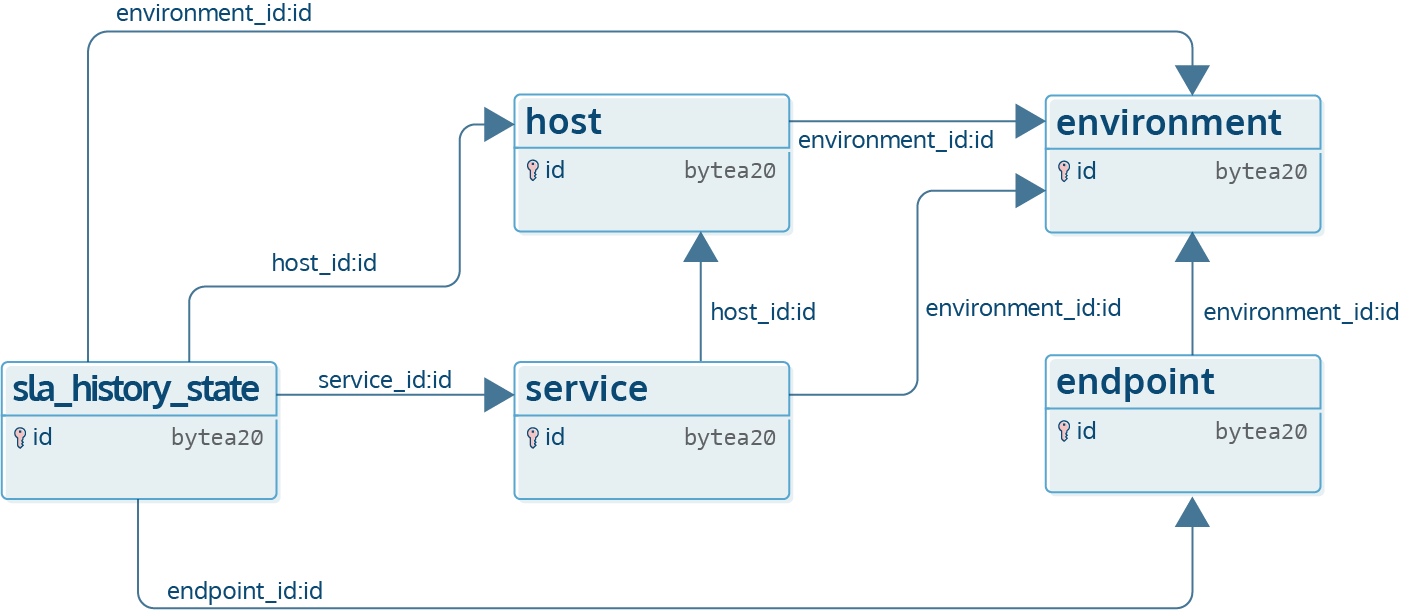 environment_id:id
host
id bytea20
environment_id:id
environment
id bytea20
host_id:id
host_id:id
environment_id:id
environment_id:id
sla_history_state
id bytea20
service_id:id
service
id bytea20
endpoint
id bytea20
endpoint_id:id